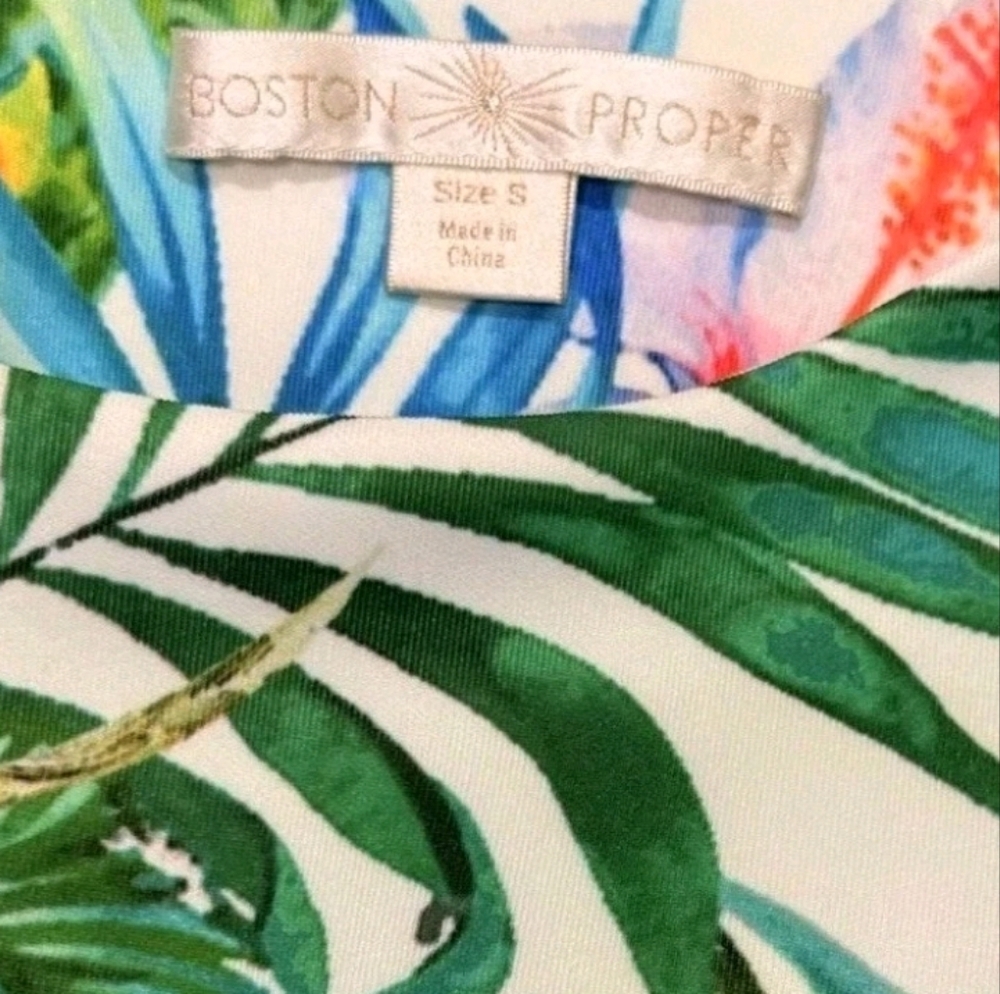 BOSTON PROPER
Size S
Made in
China